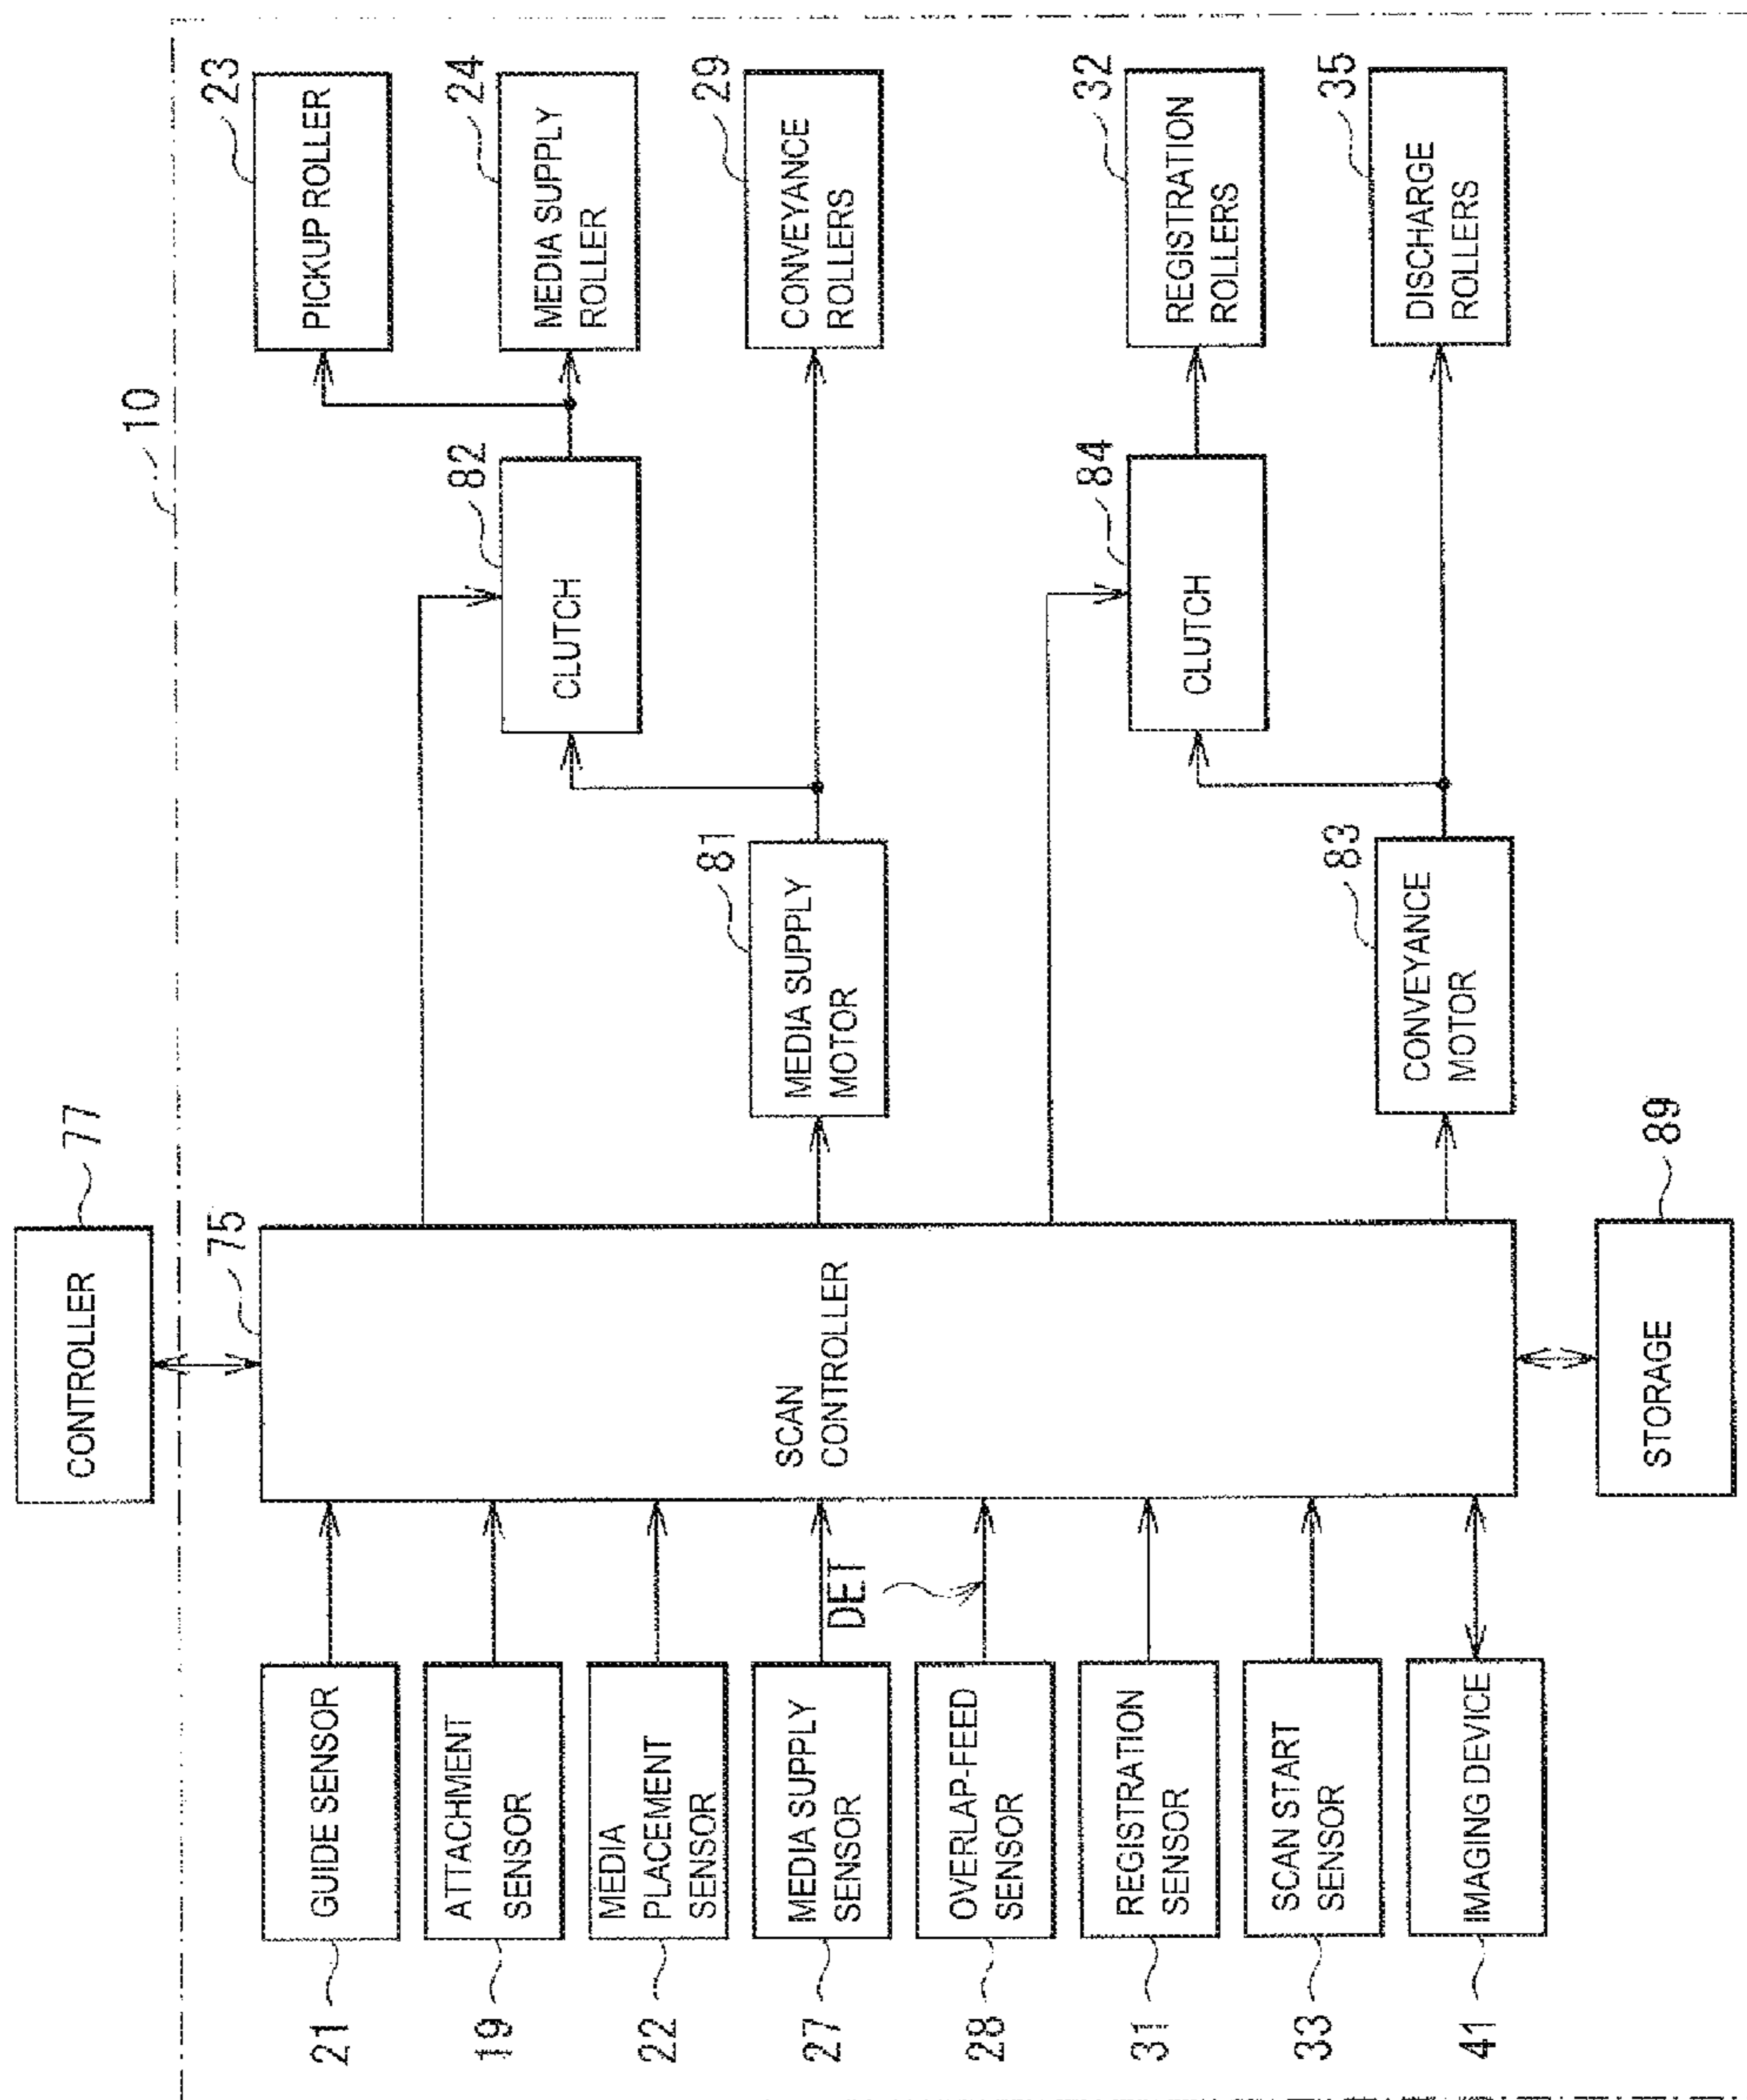 CONTROLLER
77
10
75
SCAN
CONTROLLER
21
GUIDE SENSOR
19
ATTACHMENT
SENSOR
22
MEDIA
PLACEMENT
SENSOR
27
MEDIA SUPPLY
SENSOR
DET
28
OVERLAP-FEED
SENSOR
31
REGISTRATION
SENSOR
33
SCAN START
SENSOR
41
IMAGING DEVICE
STORAGE
89
81
MEDIA SUPPLY
MOTOR
82
CLUTCH
23
PICKUP ROLLER
24
MEDIA SUPPLY
ROLLER
29
CONVEYANCE
ROLLERS
83
CONVEYANCE
MOTOR
84
CLUTCH
32
REGISTRATION
ROLLERS
35
DISCHARGE
ROLLERS